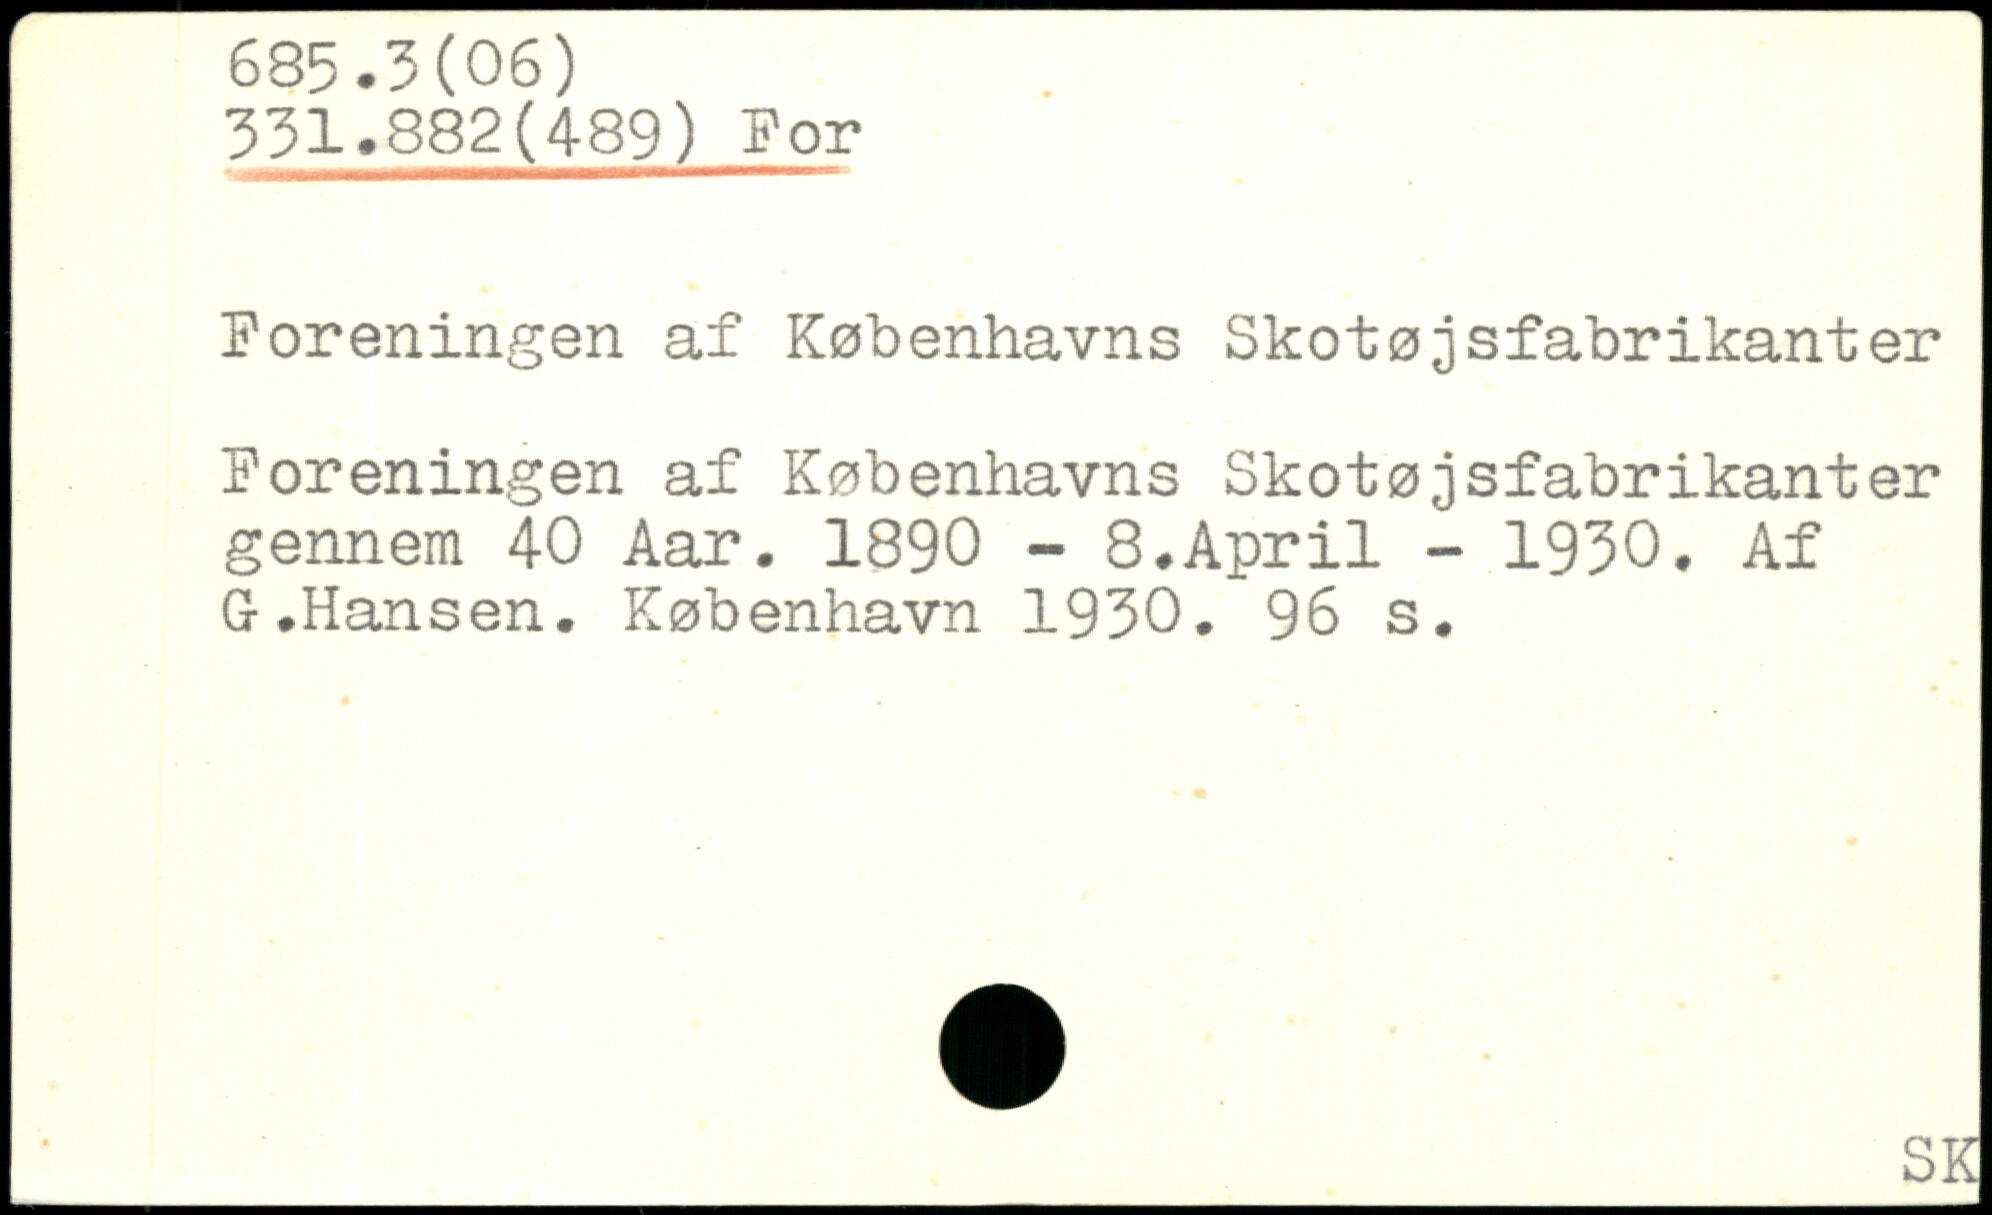 685.3(06)
331.882(489) For
Foreningen af Københavns Skotøjsfabrikanter
Foreningen af Københavns Skotøjsfabrikanter
gennem 40 Aar. 1890 - 8.April - 1930. Af
G.Hansen. København 1930. 96 s.
SK